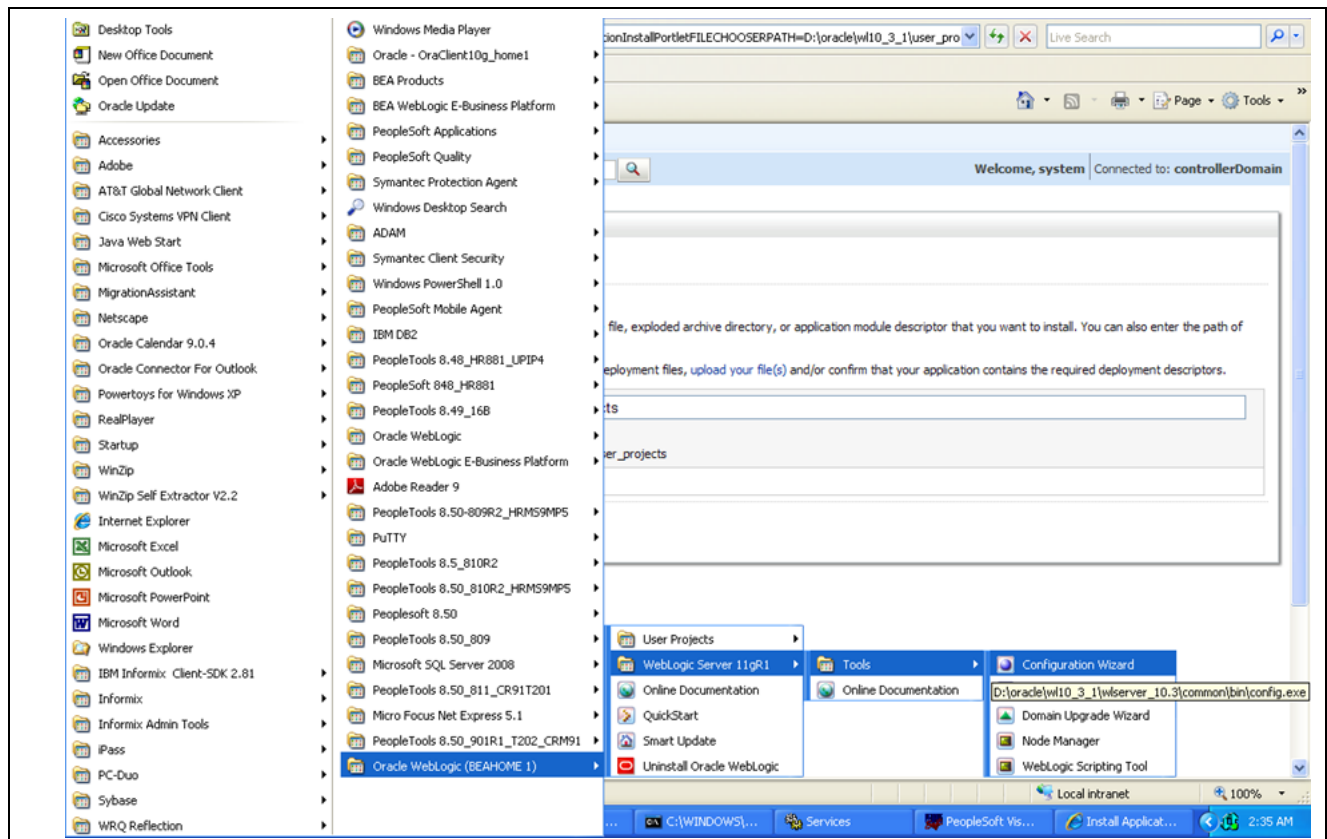 Desktop Tools
New Office Document
Open Office Document
Oracle Update
Accessories
Adobe
AT&T Global Network Client
Cisco Systems VPN Client
Java Web Start
Microsoft Office Tools
MigrationAssistant
Netscape
Oracle Calendar 9.0.4
Oracle Connector For Outlook
Powertoys for Windows XP
RealPlayer
Startup
WinZip
WinZip Self Extractor V2.2
Internet Explorer
Microsoft Excel
Microsoft Outlook
Microsoft PowerPoint
Microsoft Word
Windows Explorer
IBM Informix Client-SDK 2.81
Informix
Informix Admin Tools
iPass
PC-Duo
Sybase
WRQ Reflection
Windows Media Player
Oracle - OraClient10g_home1
BEA Products
BEA WebLogic E-Business Platform
PeopleSoft Applications
PeopleSoft Quality
Symantec Protection Agent
Windows Desktop Search
ADAM
Symantec Client Security
Windows PowerShell 1.0
PeopleSoft Mobile Agent
IBM DB2
PeopleTools 8.48_HR881_UPIP4
PeopleSoft 848_HR881
PeopleTools 8.49_16B
Oracle WebLogic
Oracle WebLogic E-Business Platform
Adobe Reader 9
PeopleTools 8.50-809R2_HRMS9MP5
PuTTY
PeopleTools 8.5_810R2
PeopleTools 8.50_810R2_HRMS9MP5
Peoplesoft 8.50
PeopleTools 8.50_809
Microsoft SQL Server 2008
PeopleTools 8.50_811_CR91T201
Micro Focus Net Express 5.1
PeopleTools 8.50_901R1_T202_CRM91
Oracle WebLogic (BEAHOME 1)
ionInstallPortletFILECHOOSERPATH=D:\oracle\wl10_3_1\user_pro
Live Search
Page
Tools
Welcome, system
Connected to: controllerDomain
file, exploded archive directory, or application module descriptor that you want to install. You can also enter the path of
eployment files, upload your file(s) and/or confirm that your application contains the required deployment descriptors.
cts
er_projects
User Projects
WebLogic Server 11gR1
Online Documentation
QuickStart
Smart Update
Uninstall Oracle WebLogic
Tools
Online Documentation
Configuration Wizard
D:\oracle\wl10_3_1\wlserver_10.3\common\bin\config.exe
Domain Upgrade Wizard
Node Manager
WebLogic Scripting Tool
Local intranet
100%
...
C:\WINDOWS\...
Services
PeopleSoft Vis...
Install Applicat...
2:35 AM